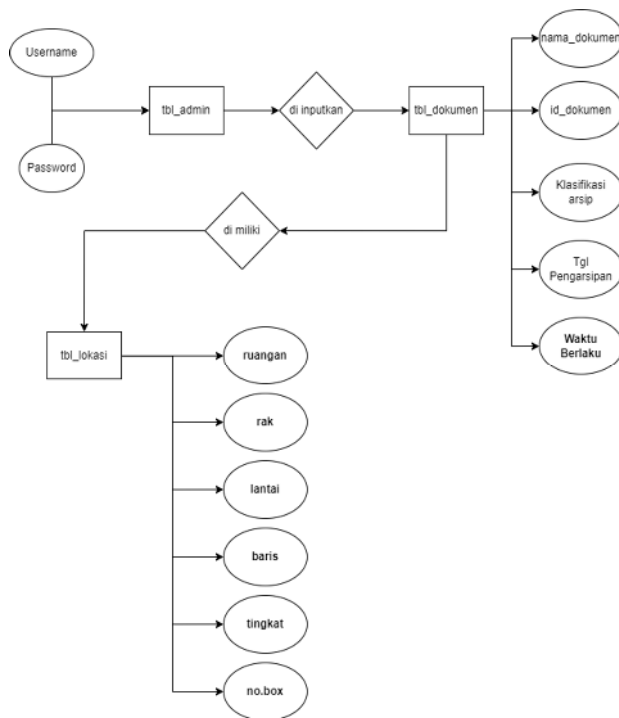 Username
Password
tbl_admin
di inputkan
tbl_dokumen
nama_dokumen
id_dokumen
Klasifikasi
arsip
Tgl
Pengarsipan
Waktu
Berlaku
di miliki
tbl_lokasi
ruangan
rak
lantai
baris
tingkat
no.box